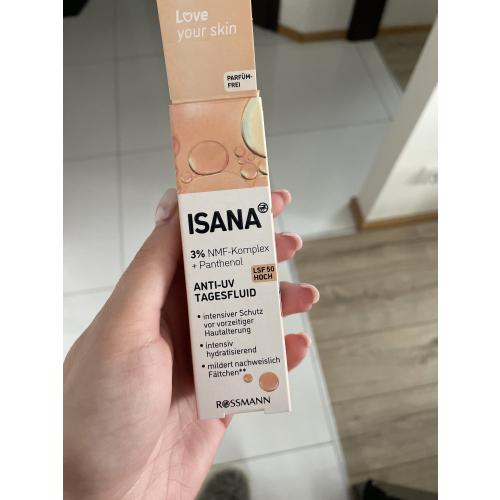 Love
your skin
PARFÜM-
FREI
ISANA
3% NMF-Komplex
+ Panthenol
LSF 50
HOCH
ANTI-UV
TAGESFLUID
• intensiver Schutz
vor vorzeitiger
Hautalterung
• intensiv
hydratisierend
• mildert nachweislich
Fältchen**
ROSSMANN